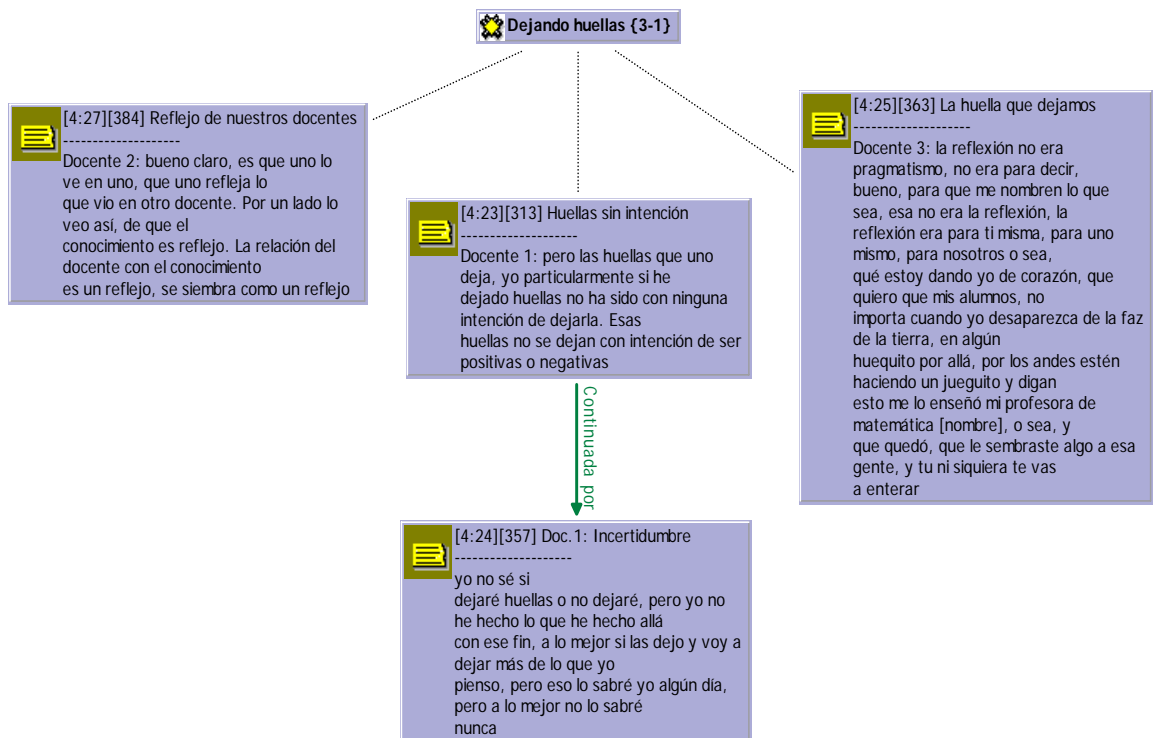 Dejando huellas {3-1}
[4:27][384] Reflejo de nuestros docentes
--------------------
Docente 2: bueno claro, es que uno lo
ve en uno, que uno refleja lo
que vio en otro docente. Por un lado lo
veo así, de que el
conocimiento es reflejo. La relación del
docente con el conocimiento
es un reflejo, se siembra como un reflejo
[4:23][313] Huellas sin intención
--------------------
Docente 1: pero las huellas que uno
deja, yo particularmente si he
dejado huellas no ha sido con ninguna
intención de dejarla. Esas
huellas no se dejan con intención de ser
positivas o negativas
[4:25][363] La huella que dejamos
--------------------
Docente 3: la reflexión no era
pragmatismo, no era para decir,
bueno, para que me nombren lo que
sea, esa no era la reflexión, la
reflexión era para ti misma, para uno
mismo, para nosotros o sea,
qué estoy dando yo de corazón, que
quiero que mis alumnos, no
importa cuando yo desaparezca de la faz
de la tierra, en algún
huequito por allá, por los andes estén
haciendo un jueguito y digan
esto me lo enseñó mi profesora de
matemática [nombre], o sea, y
que quedó, que le sembraste algo a esa
gente, y tu ni siquiera te vas
a enterar
Continuada por
[4:24][357] Doc.1: Incertidumbre
--------------------
yo no sé si
dejaré huellas o no dejaré, pero yo no
he hecho lo que he hecho allá
con ese fin, a lo mejor si las dejo y voy a
dejar más de lo que yo
pienso, pero eso lo sabré yo algún día,
pero a lo mejor no lo sabré
nunca